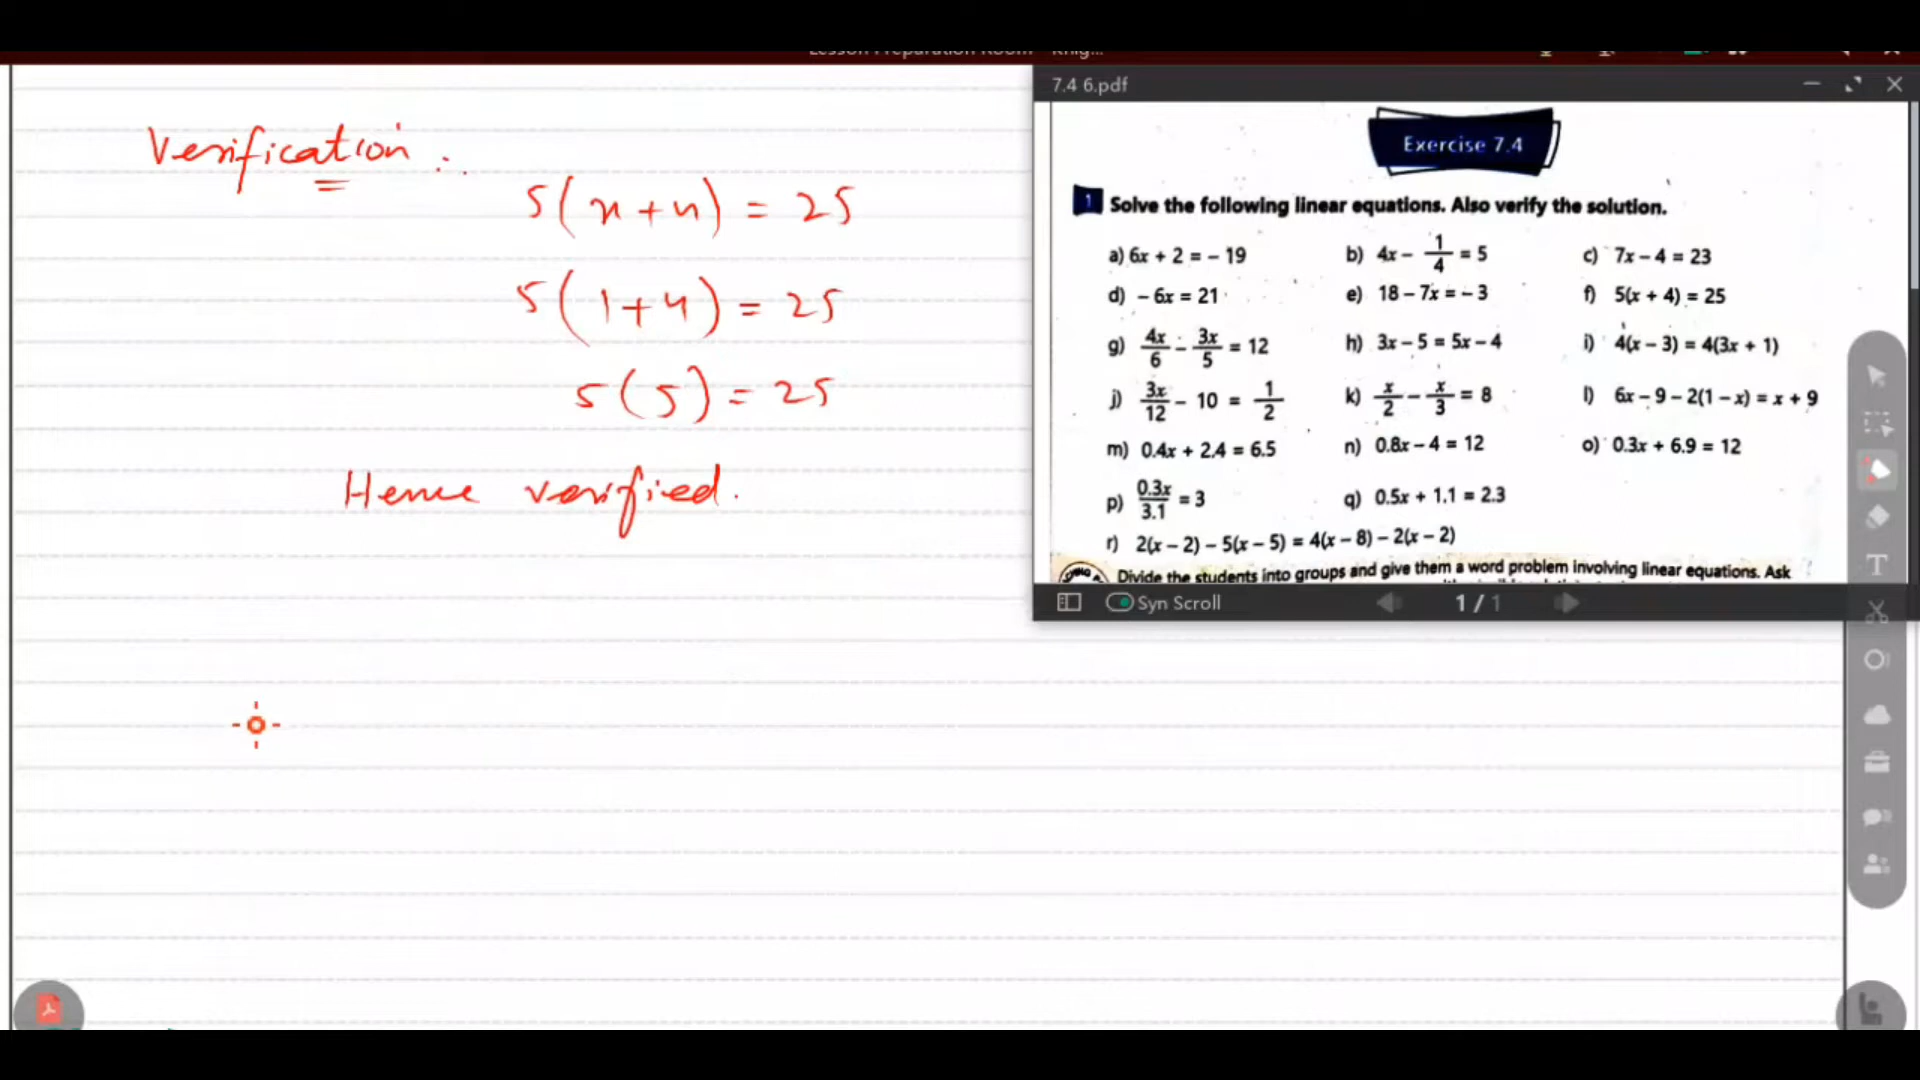 Verification :
5(x+4) = 25
5(1+4) = 25
5(5) = 25
Hence verified.
7.4 6.pdf
Exercise 7.4
1 Solve the following linear equations. Also verify the solution.
a) 6x + 2 = – 19 b) 4x – 1/4 = 5 c) 7x – 4 = 23
d) – 6x = 21 e) 18 – 7x = – 3 f) 5(x + 4) = 25
g) 4x/6 – 3x/5 = 12 h) 3x – 5 = 5x – 4 i) 4(x – 3) = 4(3x + 1)
j) 3x/12 – 10 = 1/2 k) x/2 – x/3 = 8 l) 6x – 9 – 2(1 – x) = x + 9
m) 0.4x + 2.4 = 6.5 n) 0.8x – 4 = 12 o) 0.3x + 6.9 = 12
p) 0.3x/3.1 = 3 q) 0.5x + 1.1 = 2.3
r) 2(x – 2) – 5(x – 5) = 4(x – 8) – 2(x – 2)
Divide the students into groups and give them a word problem involving linear equations. Ask
Syn Scroll 1 / 1
T